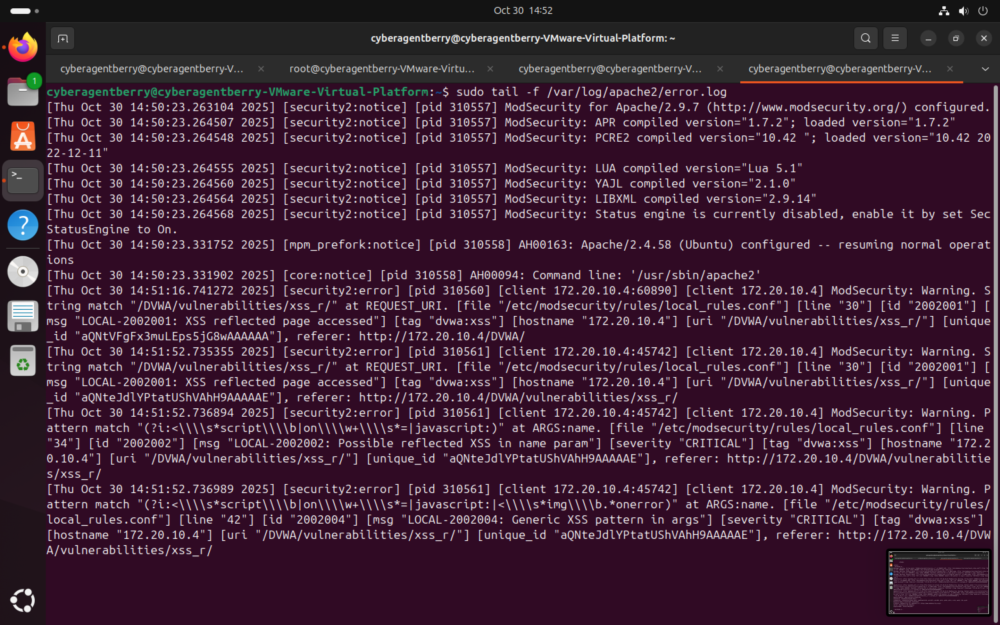 Oct 30 14:52
cyberagentberry@cyberagentberry-VMware-Virtual-Platform: ~
cyberagentberry@cyberagentberry-V...
root@cyberagentberry-VMware-Virtu...
cyberagentberry@cyberagentberry-V...
cyberagentberry@cyberagentberry-V...
1
cyberagentberry@cyberagentberry-VMware-Virtual-Platform:~$ sudo tail -f /var/log/apache2/error.log
[Thu Oct 30 14:50:23.263104 2025] [security2:notice] [pid 310557] ModSecurity for Apache/2.9.7 (http://www.modsecurity.org/) configured.
[Thu Oct 30 14:50:23.264507 2025] [security2:notice] [pid 310557] ModSecurity: APR compiled version="1.7.2"; loaded version="1.7.2"
[Thu Oct 30 14:50:23.264548 2025] [security2:notice] [pid 310557] ModSecurity: PCRE2 compiled version="10.42 "; loaded version="10.42 20
22-12-11"
[Thu Oct 30 14:50:23.264555 2025] [security2:notice] [pid 310557] ModSecurity: LUA compiled version="Lua 5.1"
[Thu Oct 30 14:50:23.264560 2025] [security2:notice] [pid 310557] ModSecurity: YAJL compiled version="2.1.0"
[Thu Oct 30 14:50:23.264564 2025] [security2:notice] [pid 310557] ModSecurity: LIBXML compiled version="2.9.14"
[Thu Oct 30 14:50:23.264568 2025] [security2:notice] [pid 310557] ModSecurity: Status engine is currently disabled, enable it by set Sec
StatusEngine to On.
[Thu Oct 30 14:50:23.331752 2025] [mpm_prefork:notice] [pid 310558] AH00163: Apache/2.4.58 (Ubuntu) configured -- resuming normal operat
ions
[Thu Oct 30 14:50:23.331902 2025] [core:notice] [pid 310558] AH00094: Command line: '/usr/sbin/apache2'
[Thu Oct 30 14:51:16.741272 2025] [security2:error] [pid 310560] [client 172.20.10.4:60890] [client 172.20.10.4] ModSecurity: Warning. S
tring match "/DVWA/vulnerabilities/xss_r/" at REQUEST_URI. [file "/etc/modsecurity/rules/local_rules.conf"] [line "30"] [id "2002001"] [
msg "LOCAL-2002001: XSS reflected page accessed"] [tag "dvwa:xss"] [hostname "172.20.10.4"] [uri "/DVWA/vulnerabilities/xss_r/"] [unique
_id "aQNtVFgFx3muLEps5jG8wAAAAAA"], referer: http://172.20.10.4/DVWA/
[Thu Oct 30 14:51:52.735355 2025] [security2:error] [pid 310561] [client 172.20.10.4:45742] [client 172.20.10.4] ModSecurity: Warning. S
tring match "/DVWA/vulnerabilities/xss_r/" at REQUEST_URI. [file "/etc/modsecurity/rules/local_rules.conf"] [line "30"] [id "2002001"] [
msg "LOCAL-2002001: XSS reflected page accessed"] [tag "dvwa:xss"] [hostname "172.20.10.4"] [uri "/DVWA/vulnerabilities/xss_r/"] [unique
_id "aQNteJdlYPtatUShVAhH9AAAAAE"], referer: http://172.20.10.4/DVWA/vulnerabilities/xss_r/
[Thu Oct 30 14:51:52.736894 2025] [security2:error] [pid 310561] [client 172.20.10.4:45742] [client 172.20.10.4] ModSecurity: Warning. P
attern match "(?i:<\\\\s*script\\\\b|on\\\\w+\\\\s*=|javascript:)" at ARGS:name. [file "/etc/modsecurity/rules/local_rules.conf"] [line
"34"] [id "2002002"] [msg "LOCAL-2002002: Possible reflected XSS in name param"] [severity "CRITICAL"] [tag "dvwa:xss"] [hostname "172.2
0.10.4"] [uri "/DVWA/vulnerabilities/xss_r/"] [unique_id "aQNteJdlYPtatUShVAhH9AAAAAE"], referer: http://172.20.10.4/DVWA/vulnerabilitie
s/xss_r/
[Thu Oct 30 14:51:52.736989 2025] [security2:error] [pid 310561] [client 172.20.10.4:45742] [client 172.20.10.4] ModSecurity: Warning. P
attern match "(?i:<\\\\s*script\\\\b|on\\\\w+\\\\s*=|javascript:|<\\\\s*img\\\\b.*onerror)" at ARGS:name. [file "/etc/modsecurity/rules/
local_rules.conf"] [line "42"] [id "2002004"] [msg "LOCAL-2002004: Generic XSS pattern in args"] [severity "CRITICAL"] [tag "dvwa:xss"]
[hostname "172.20.10.4"] [uri "/DVWA/vulnerabilities/xss_r/"] [unique_id "aQNteJdlYPtatUShVAhH9AAAAAE"], referer: http://172.20.10.4/DVW
A/vulnerabilities/xss_r/